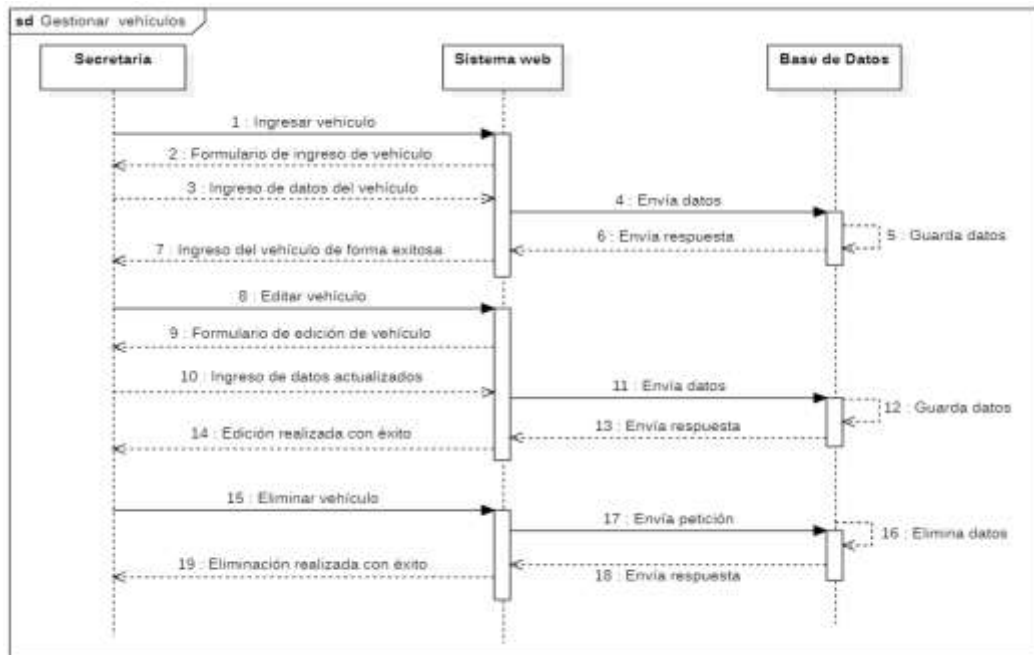 sd Gestionar vehículos
Secretaria
Sistema web
Base de Datos
1 : Ingresar vehículo
2 : Formulario de ingreso de vehículo
3 : Ingreso de datos del vehículo
4 : Envía datos
5 : Guarda datos
6 : Envía respuesta
7 : Ingreso del vehículo de forma exitosa
8 : Editar vehículo
9 : Formulario de edición de vehículo
10 : Ingreso de datos actualizados
11 : Envía datos
12 : Guarda datos
13 : Envía respuesta
14 : Edición realizada con éxito
15 : Eliminar vehículo
17 : Envía petición
16 : Elimina datos
19 : Eliminación realizada con éxito
18 : Envía respuesta